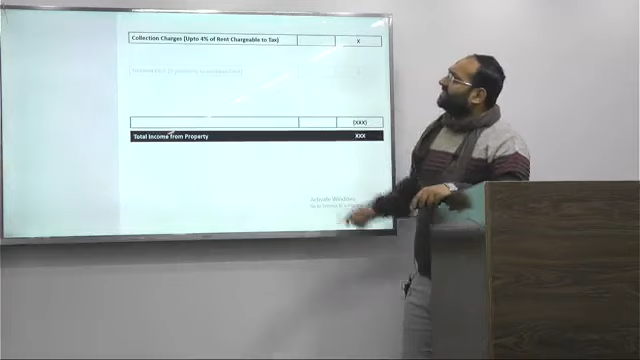 Collection Charges (Upto 4% of Rent Chargeable to Tax) X
(XXX)
Total Income from Property XXX
Activate Windows